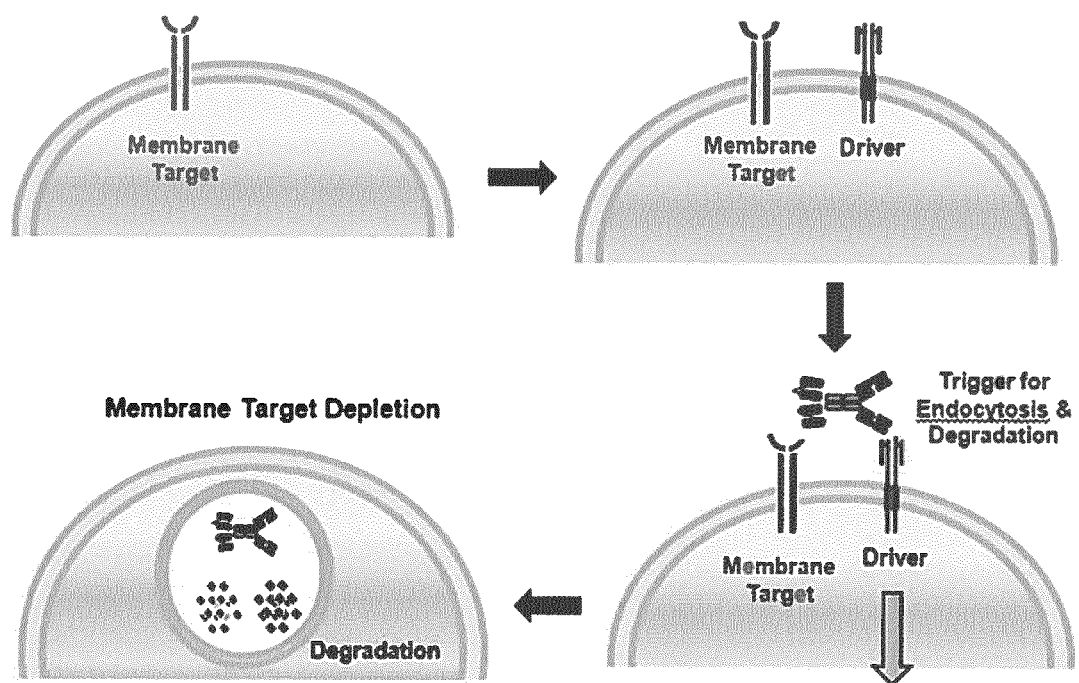 Membrane
Target
Membrane
Target
Driver
Trigger for
Endocytosis &
Degradation
Membrane
Target
Driver
Membrane Target Depletion
Degradation